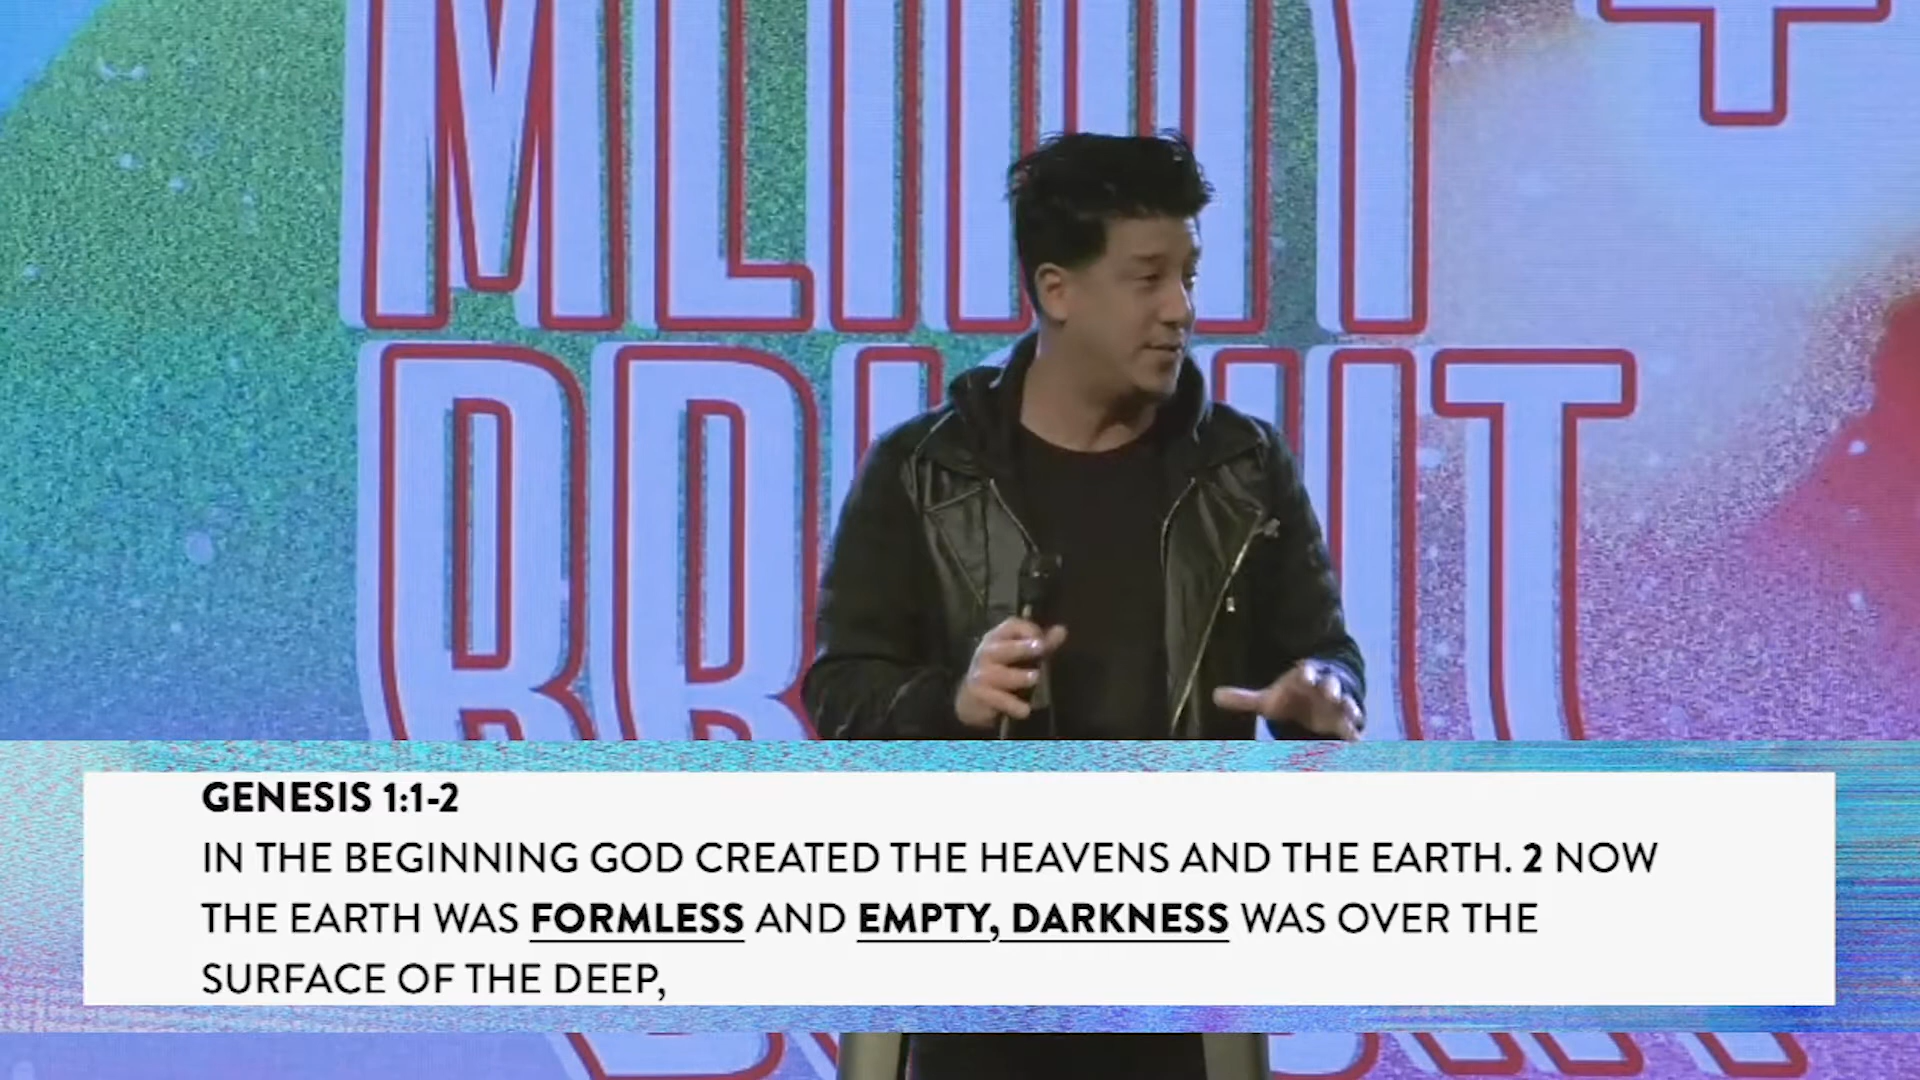 GENESIS 1:1-2
IN THE BEGINNING GOD CREATED THE HEAVENS AND THE EARTH. 2 NOW
THE EARTH WAS FORMLESS AND EMPTY, DARKNESS WAS OVER THE
SURFACE OF THE DEEP,